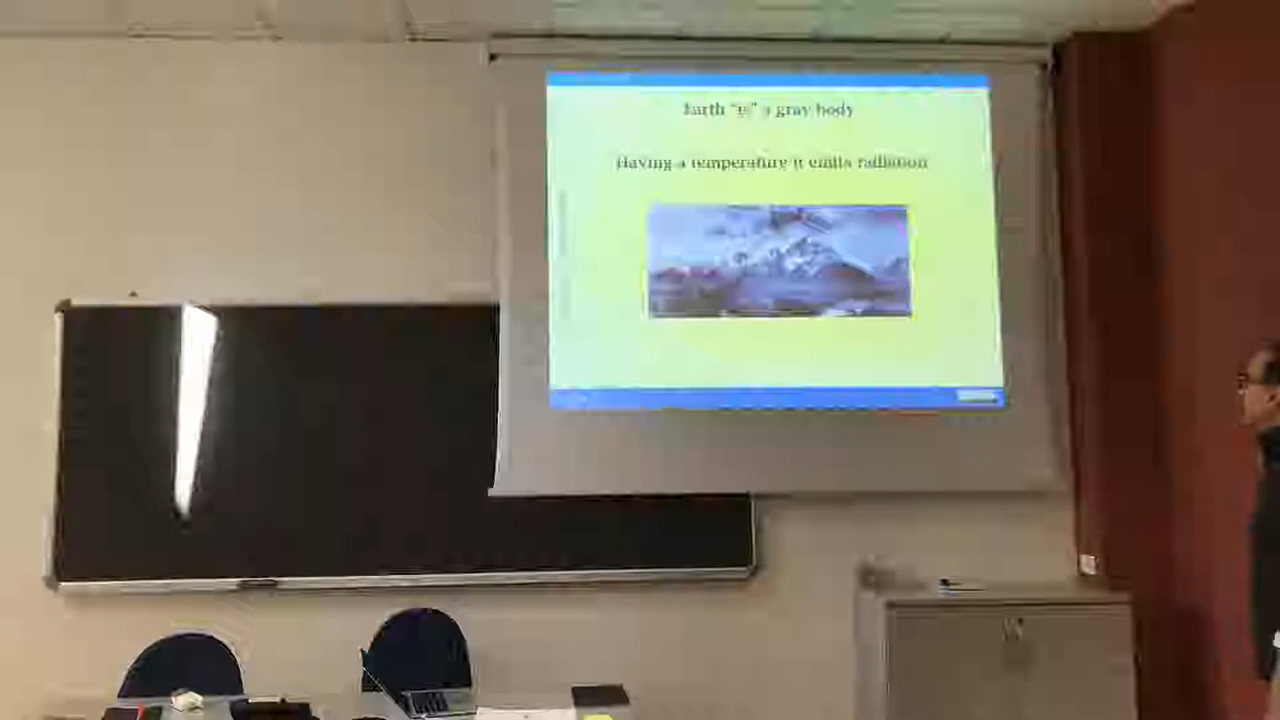 Earth "is" a gray body
Having a temperature it emits radiation